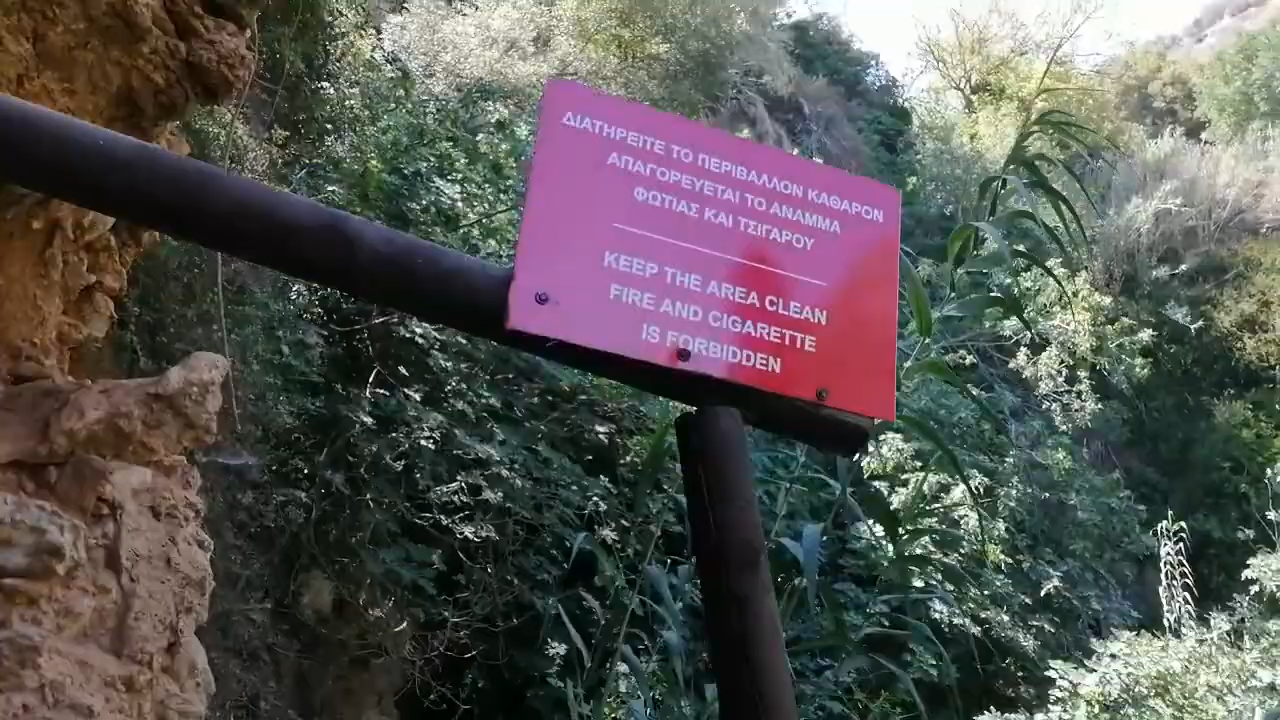 ΔΙΑΤΗΡΕΙΤΕ ΤΟ ΠΕΡΙΒΑΛΛΟΝ ΚΑΘΑΡΟΝ
ΑΠΑΓΟΡΕΥΕΤΑΙ ΤΟ ΑΝΑΜΜΑ
ΦΩΤΙΑΣ ΚΑΙ ΤΣΙΓΑΡΟΥ
KEEP THE AREA CLEAN
FIRE AND CIGARETTE
IS FORBIDDEN